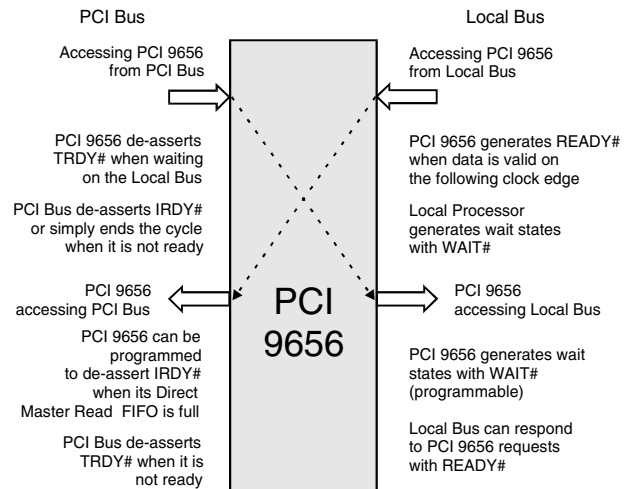 PCI Bus
Accessing PCI 9656
from PCI Bus
PCI 9656 de-asserts
TRDY# when waiting
on the Local Bus
PCI Bus de-asserts IRDY#
or simply ends the cycle
when it is not ready
PCI 9656
accessing PCI Bus
PCI 9656 can be
programmed
to de-assert IRDY#
when its Direct
Master Read FIFO is full
PCI Bus de-asserts
TRDY# when it is
not ready
PCI
9656
Local Bus
Accessing PCI 9656
from Local Bus
PCI 9656 generates READY#
when data is valid on
the following clock edge
Local Processor
generates wait states
with WAIT#
PCI 9656
accessing Local Bus
PCI 9656 generates wait
states with WAIT#
(programmable)
Local Bus can respond
to PCI 9656 requests
with READY#